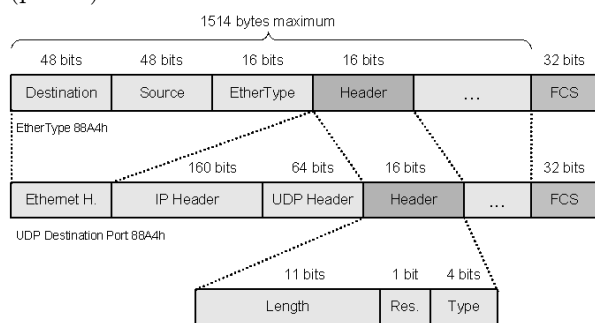 1514 bytes maximum
48 bits 48 bits 16 bits 16 bits 32 bits
Destination Source EtherType Header ... FCS
EtherType 88A4h
160 bits 64 bits 16 bits 32 bits
Ethernet H. IP Header UDP Header Header ... FCS
UDP Destination Port 88A4h
11 bits 1 bit 4 bits
Length Res. Type